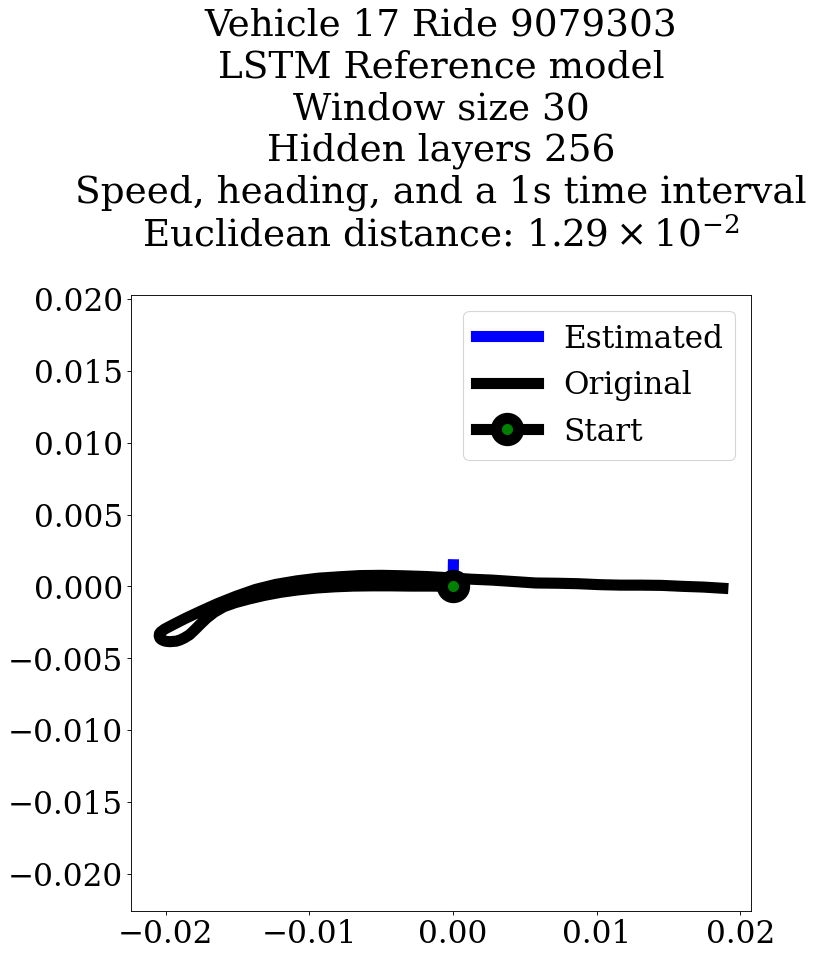 Vehicle 17 Ride 9079303
LSTM Reference model
Window size 30
Hidden layers 256
Speed, heading, and a 1s time interval
Euclidean distance: 1.29 × 10⁻²
Estimated
Original
Start
0.020
0.015
0.010
0.005
0.000
−0.005
−0.010
−0.015
−0.020
−0.02 −0.01 0.00 0.01 0.02